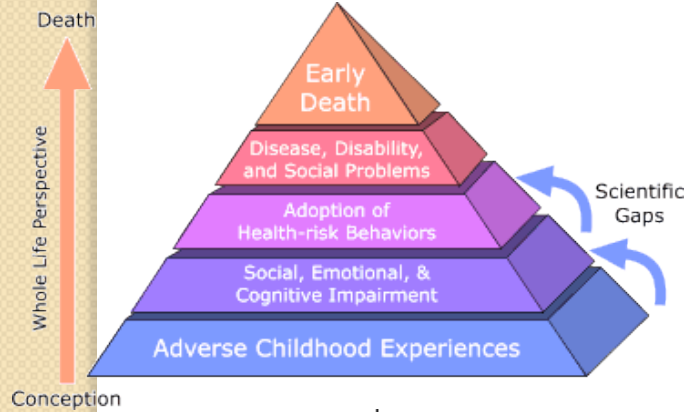 Death
Whole Life Perspective
Conception
Early
Death
Disease, Disability,
and Social Problems
Adoption of
Health-risk Behaviors
Social, Emotional, &
Cognitive Impairment
Adverse Childhood Experiences
Scientific
Gaps